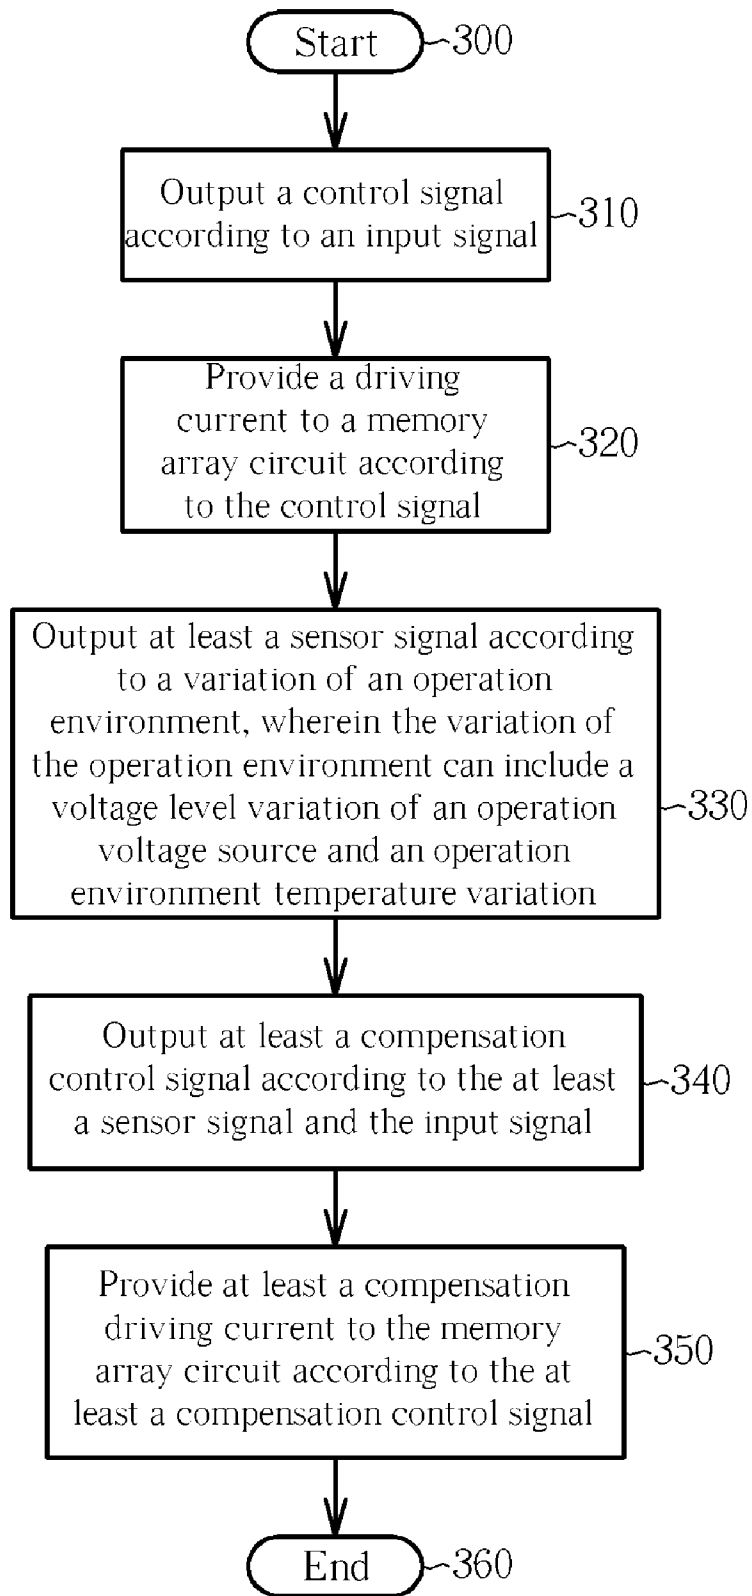 Start
300
Output a control signal
according to an input signal
310
Provide a driving
current to a memory
array circuit according
to the control signal
320
Output at least a sensor signal according
to a variation of an operation
environment, wherein the variation of
the operation environment can include a
voltage level variation of an operation
voltage source and an operation
environment temperature variation
330
Output at least a compensation
control signal according to the at least
a sensor signal and the input signal
340
Provide at least a compensation
driving current to the memory
array circuit according to the at
least a compensation control signal
350
End
360